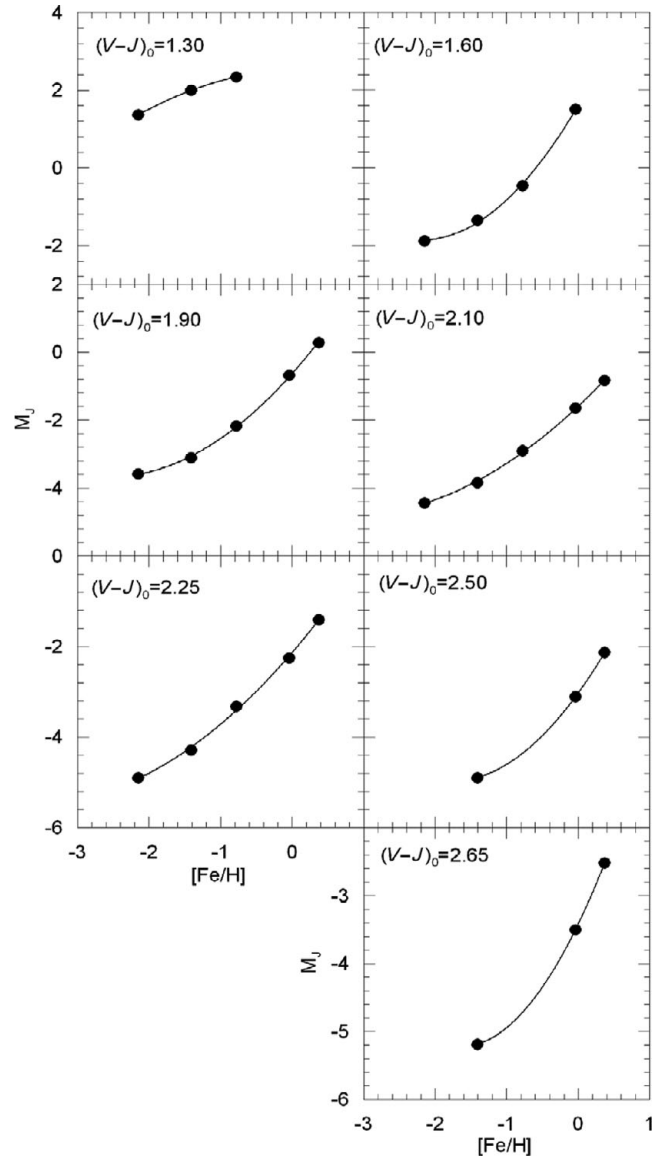 4
2
0
-2
2
(V–J)₀=1.30
(V–J)₀=1.60
0
-2
-4
0
M_J
(V–J)₀=1.90
(V–J)₀=2.10
-2
-4
-6
(V–J)₀=2.25
(V–J)₀=2.50
-3 -2 -1 0
[Fe/H]
-3
-4
-5
-6
M_J
(V–J)₀=2.65
-3 -2 -1 0 1
[Fe/H]